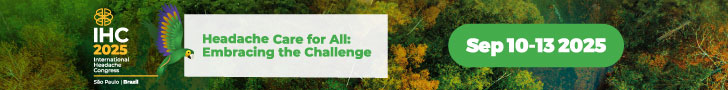 IHC
2025
International
Headache
Congress
São Paulo | Brazil
Headache Care for All:
Embracing the Challenge
Sep 10-13 2025